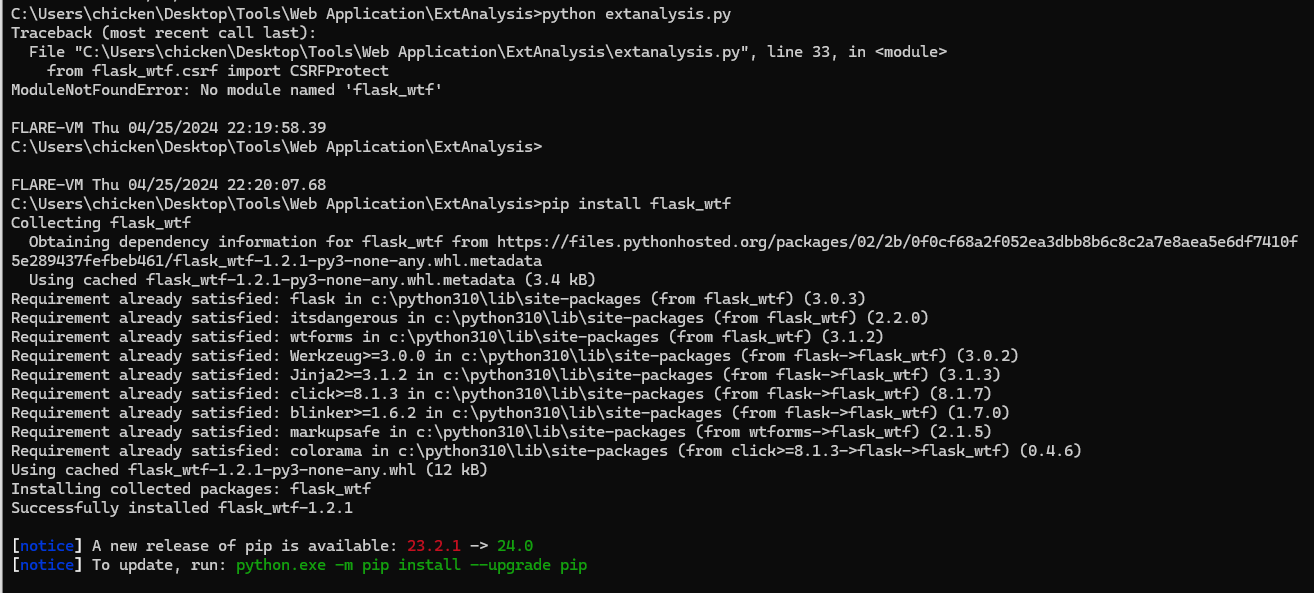 C:\Users\chicken\Desktop\Tools\Web Application\ExtAnalysis>python extanalysis.py
Traceback (most recent call last):
  File "C:\Users\chicken\Desktop\Tools\Web Application\ExtAnalysis\extanalysis.py", line 33, in <module>
    from flask_wtf.csrf import CSRFProtect
ModuleNotFoundError: No module named 'flask_wtf'
FLARE-VM Thu 04/25/2024 22:19:58.39
C:\Users\chicken\Desktop\Tools\Web Application\ExtAnalysis>
FLARE-VM Thu 04/25/2024 22:20:07.68
C:\Users\chicken\Desktop\Tools\Web Application\ExtAnalysis>pip install flask_wtf
Collecting flask_wtf
  Obtaining dependency information for flask_wtf from https://files.pythonhosted.org/packages/02/2b/0f0cf68a2f052ea3dbb8b6c8c2a7e8aea5e6df7410f
5e289437fefbeb461/flask_wtf-1.2.1-py3-none-any.whl.metadata
  Using cached flask_wtf-1.2.1-py3-none-any.whl.metadata (3.4 kB)
Requirement already satisfied: flask in c:\python310\lib\site-packages (from flask_wtf) (3.0.3)
Requirement already satisfied: itsdangerous in c:\python310\lib\site-packages (from flask_wtf) (2.2.0)
Requirement already satisfied: wtforms in c:\python310\lib\site-packages (from flask_wtf) (3.1.2)
Requirement already satisfied: Werkzeug>=3.0.0 in c:\python310\lib\site-packages (from flask->flask_wtf) (3.0.2)
Requirement already satisfied: Jinja2>=3.1.2 in c:\python310\lib\site-packages (from flask->flask_wtf) (3.1.3)
Requirement already satisfied: click>=8.1.3 in c:\python310\lib\site-packages (from flask->flask_wtf) (8.1.7)
Requirement already satisfied: blinker>=1.6.2 in c:\python310\lib\site-packages (from flask->flask_wtf) (1.7.0)
Requirement already satisfied: markupsafe in c:\python310\lib\site-packages (from wtforms->flask_wtf) (2.1.5)
Requirement already satisfied: colorama in c:\python310\lib\site-packages (from click>=8.1.3->flask->flask_wtf) (0.4.6)
Using cached flask_wtf-1.2.1-py3-none-any.whl (12 kB)
Installing collected packages: flask_wtf
Successfully installed flask_wtf-1.2.1
[notice] A new release of pip is available: 23.2.1 -> 24.0
[notice] To update, run: python.exe -m pip install --upgrade pip